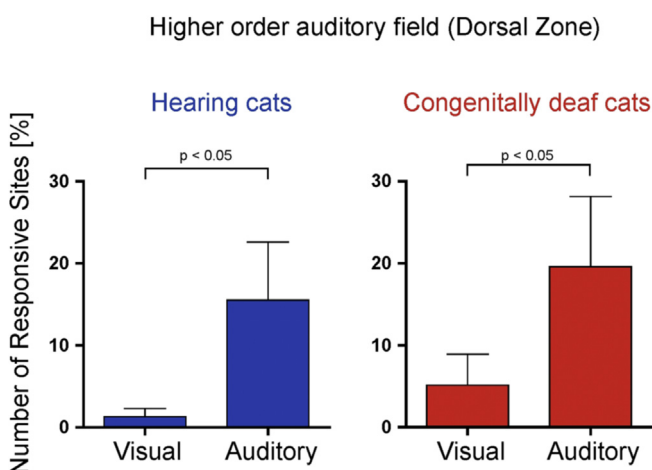 Higher order auditory field (Dorsal Zone)
Hearing cats
Congenitally deaf cats
Number of Responsive Sites [%]
p < 0.05
30
20
10
0
Visual Auditory
p < 0.05
30
20
10
0
Visual Auditory